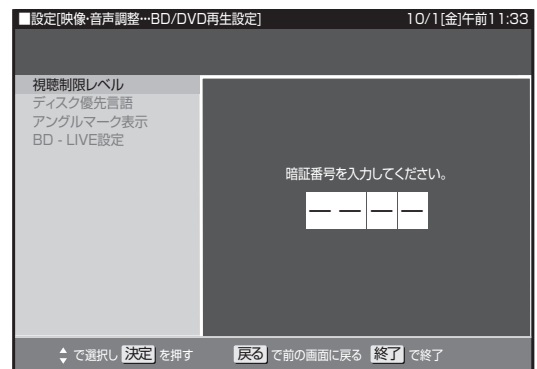 ■設定[映像・音声調整…BD/DVD再生設定] 10/1[金]午前11:33
視聴制限レベル
ディスク優先言語
アングルマーク表示
BD - LIVE設定
暗証番号を入力してください。
— — — —
で選択し 決定 を押す 戻る で前の画面に戻る 終了 で終了